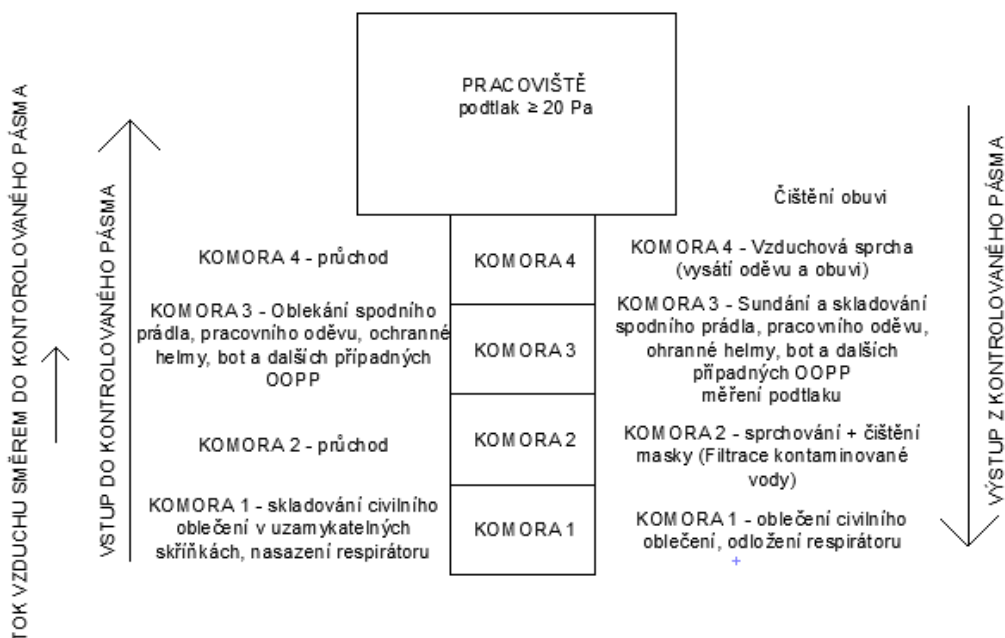 TOK VZDUCHU SMĚREM DO KONTOROLOVANÉHO PÁSMA
VSTUP DO KONTROLOVANÉHO PÁSMA
PRACOVIŠTĚ
podtlak ≥ 20 Pa
Čištění obuvi
KOMORA 4 - průchod
KOMORA 4
KOMORA 4 - Vzduchová sprcha
(vysátí oděvu a obuvi)
KOMORA 3 - Oblekání spodního
prádla, pracovního oděvu, ochranné
helmy, bot a dalších případných
OOPP
KOMORA 3
KOMORA 3 - Sundání a skladování
spodního prádla, pracovního oděvu,
ohranné helmy, bot a dalších
případných OOPP
měření podtlaku
KOMORA 2 - průchod
KOMORA 2
KOMORA 2 - sprchování + čištění
masky (Filtrace kontaminované
vody)
KOMORA 1 - skladování civilního
oblečení v uzamykatelných
skříňkách, nasazení respirátoru
KOMORA 1
KOMORA 1 - oblečení civilního
oblečení, odložení respirátoru
VÝSTUP Z KONTROLOVANÉHO PÁSMA